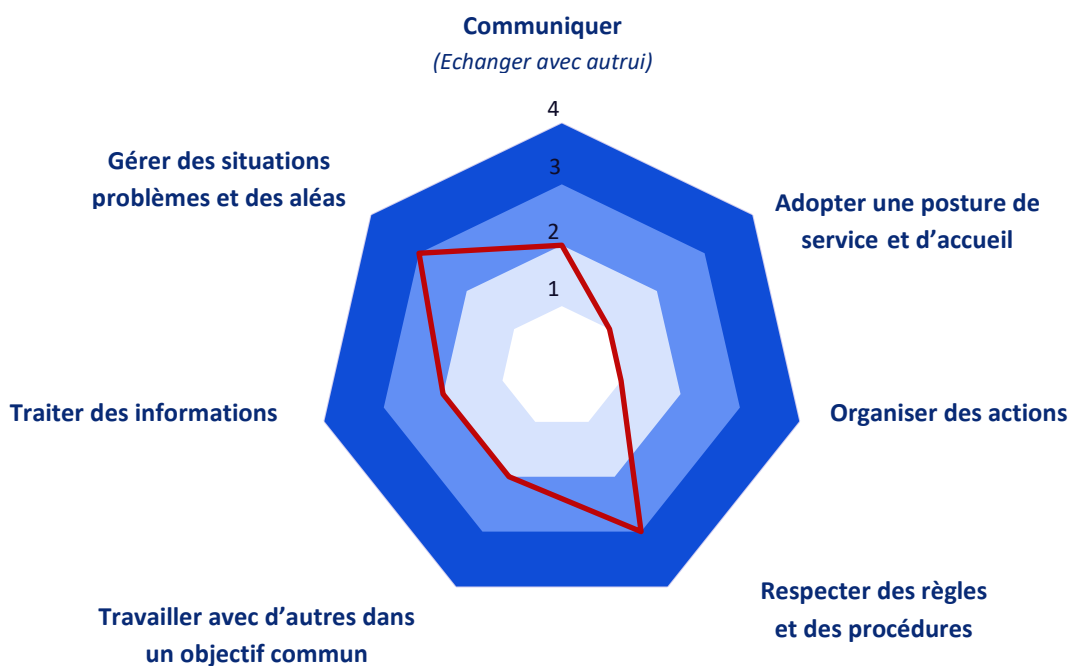 Communiquer
(Echanger avec autrui)
4
3
2
1
Gérer des situations
problèmes et des aléas
Adopter une posture de
service et d’accueil
Traiter des informations
Organiser des actions
Travailler avec d’autres dans
un objectif commun
Respecter des règles
et des procédures